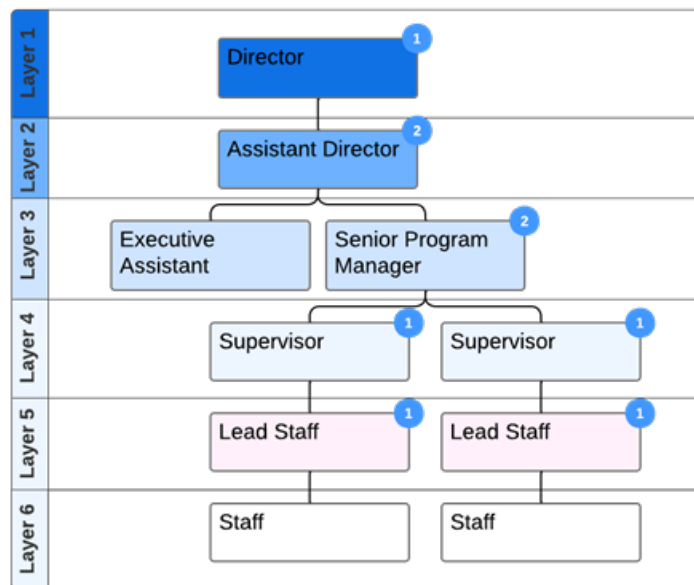 Layer 1
1
Director
Layer 2
2
Assistant Director
Layer 3
Executive
Assistant
2
Senior Program
Manager
Layer 4
1
Supervisor
1
Supervisor
Layer 5
1
Lead Staff
1
Lead Staff
Layer 6
Staff
Staff